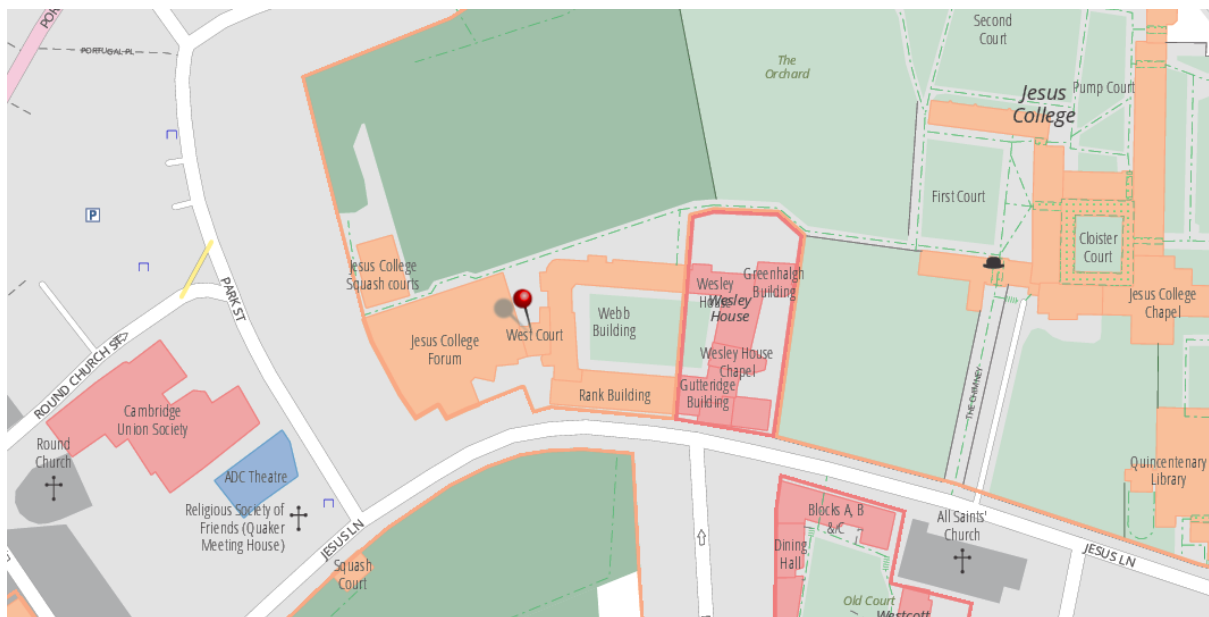 PORTUGAL PL
P
The
Orchard
Second
Court
Jesus
College
Pump Court
First Court
Cloister
Court
Jesus College
Squash courts
PARK ST
Greenhalgh
Building
Wesley
House
Wesley
House
Jesus College
Chapel
Jesus College
Forum
West Court
Webb
Building
Wesley House
Chapel
Gutteridge
Building
Rank Building
THE CHIMNEY
ROUND CHURCH ST
Cambridge
Union Society
Round
Church
ADC Theatre
Religious Society of
Friends (Quaker
Meeting House)
JESUS LN
Squash
Court
Quincentenary
Library
Blocks A, B
& C
Dining
Hall
All Saints'
Church
JESUS LN
Old Court
Westcott